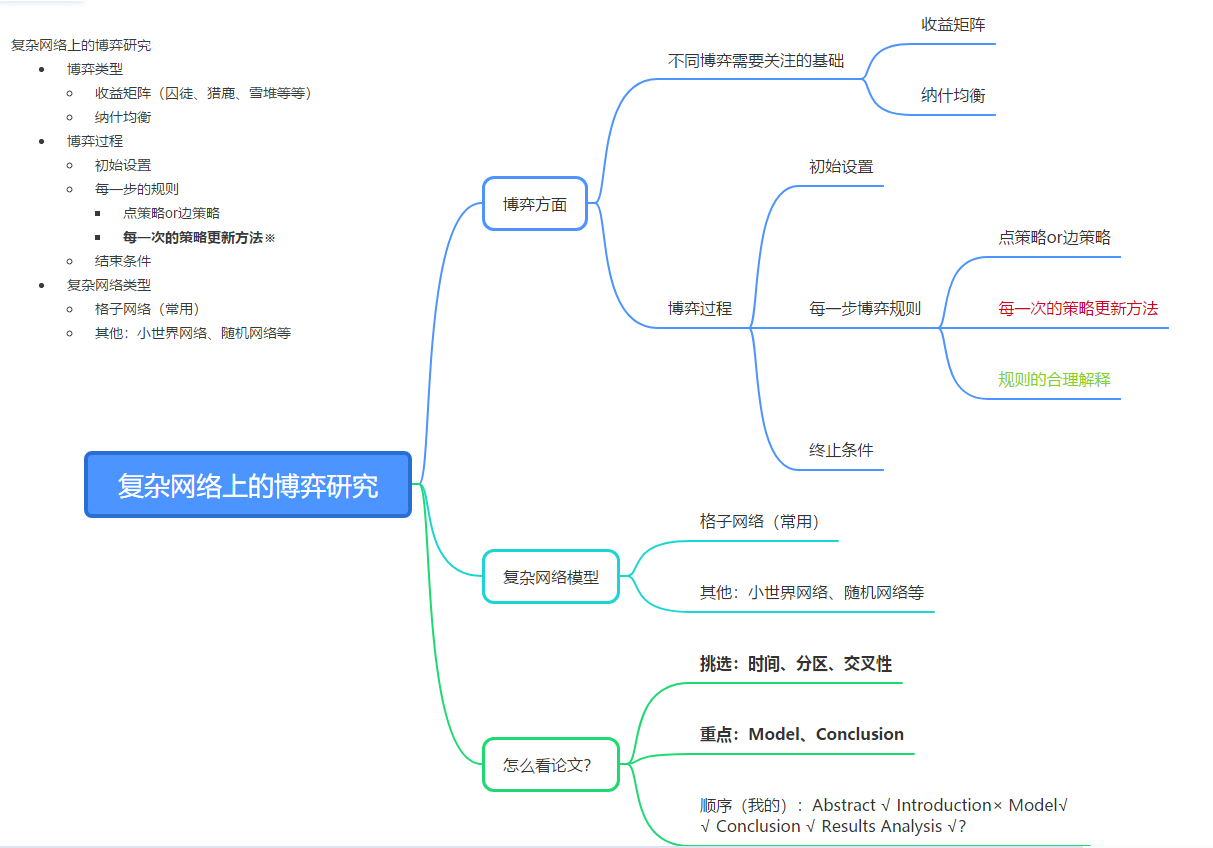 复杂网络上的博弈研究
博弈类型
收益矩阵（囚徒、猎鹿、雪堆等等）
纳什均衡
博弈过程
初始设置
每一步的规则
点策略or边策略
每一次的策略更新方法※
结束条件
复杂网络类型
格子网络（常用）
其他：小世界网络、随机网络等
复杂网络上的博弈研究
博弈方面
不同博弈需要关注的基础
收益矩阵
纳什均衡
博弈过程
初始设置
每一步博弈规则
点策略or边策略
每一次的策略更新方法
规则的合理解释
终止条件
复杂网络模型
格子网络（常用）
其他：小世界网络、随机网络等
怎么看论文？
挑选：时间、分区、交叉性
重点：Model、Conclusion
顺序（我的）：Abstract √ Introduction× Model√
√ Conclusion √ Results Analysis √？